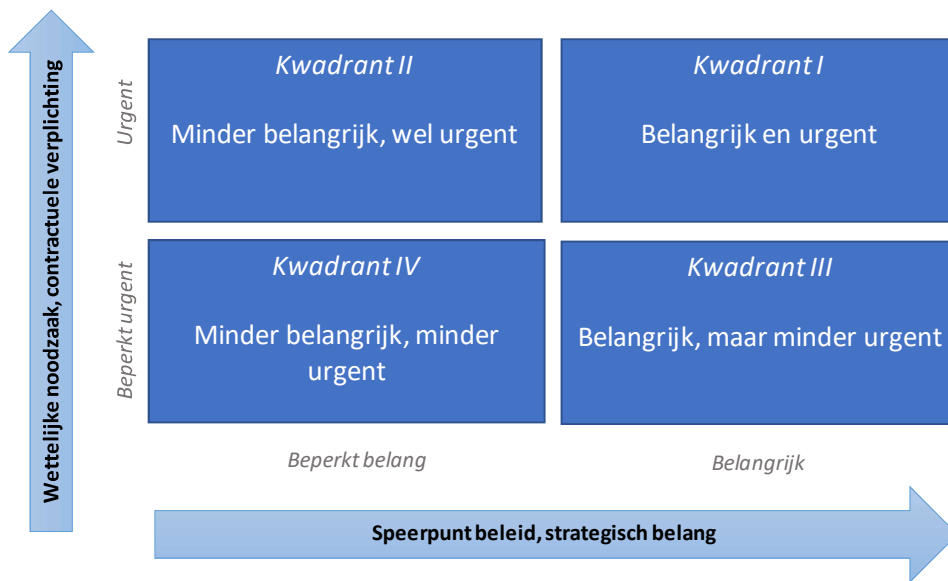 Wettelijke noodzaak, contractuele verplichting
Urgent
Kwadrant II
Minder belangrijk, wel urgent
Kwadrant I
Belangrijk en urgent
Beperkt urgent
Kwadrant IV
Minder belangrijk, minder
urgent
Kwadrant III
Belangrijk, maar minder urgent
Beperkt belang
Belangrijk
Speerpunt beleid, strategisch belang